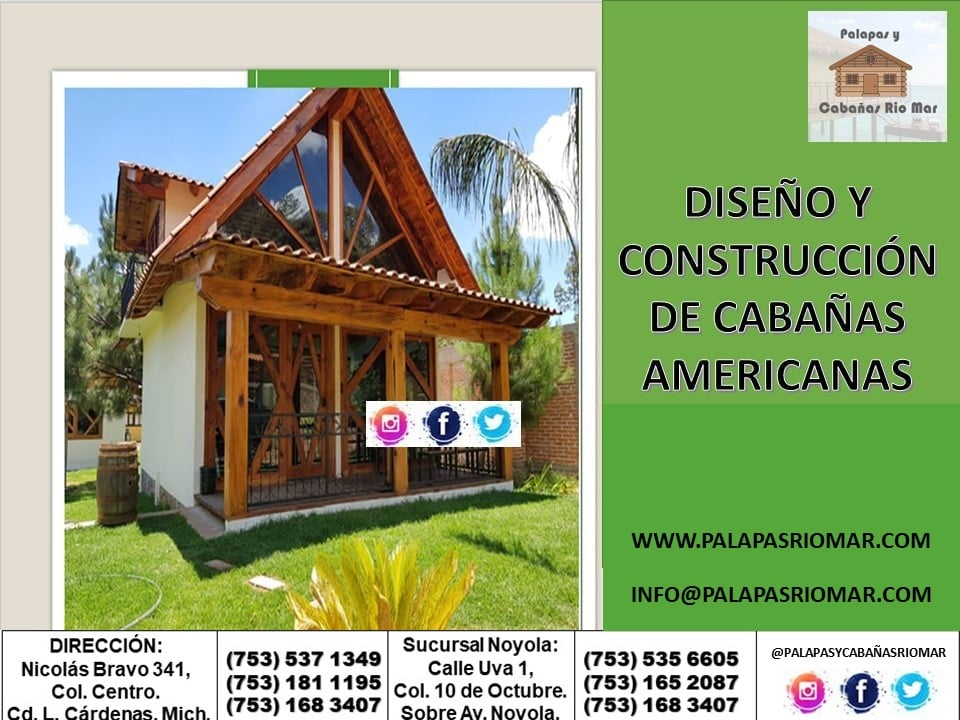 Palapas y
Cabañas Rio Mar
DISEÑO Y
CONSTRUCCIÓN
DE CABAÑAS
AMERICANAS
WWW.PALAPASRIOMAR.COM
INFO@PALAPASRIOMAR.COM
DIRECCIÓN:
Nicolás Bravo 341,
Col. Centro.
Cd. L. Cárdenas, Mich.
(753) 537 1349
(753) 181 1195
(753) 168 3407
Sucursal Noyola:
Calle Uva 1,
Col. 10 de Octubre.
Sobre Av. Noyola.
(753) 535 6605
(753) 165 2087
(753) 168 3407
@PALAPASYCABAÑASRIOMAR